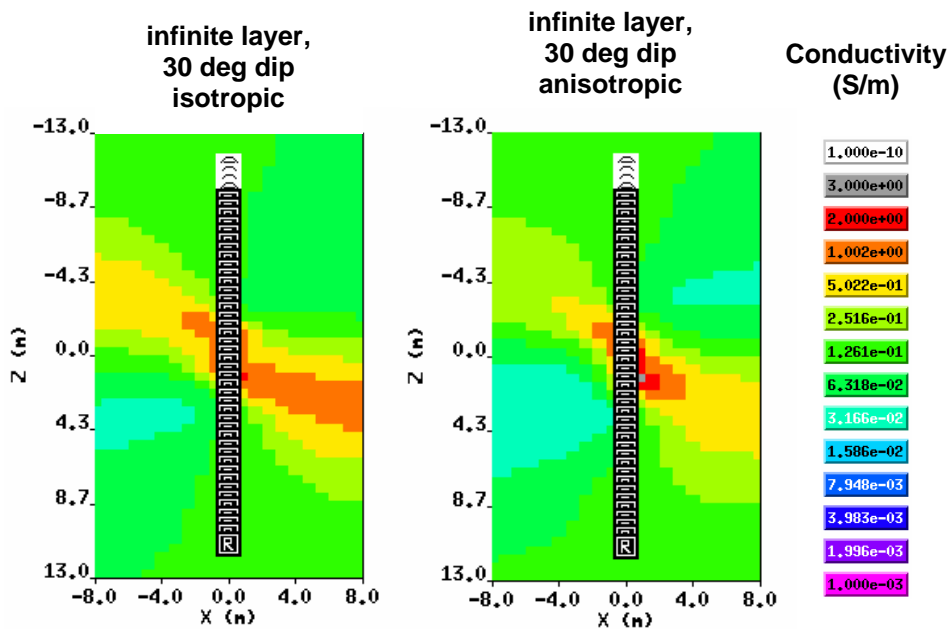 infinite layer,
30 deg dip
isotropic
infinite layer,
30 deg dip
anisotropic
Conductivity
(S/m)
-13.0
-8.7
-4.3
0.0
4.3
8.7
13.0
Z (m)
-8.0 -4.0 0.0 4.0 8.0
X (m)
R
-13.0
-8.7
-4.3
0.0
4.3
8.7
13.0
Z (m)
-8.0 -4.0 0.0 4.0 8.0
X (m)
R
1.000e-10
3.000e+00
2.000e+00
1.002e+00
5.022e-01
2.516e-01
1.261e-01
6.318e-02
3.166e-02
1.586e-02
7.948e-03
3.983e-03
1.996e-03
1.000e-03